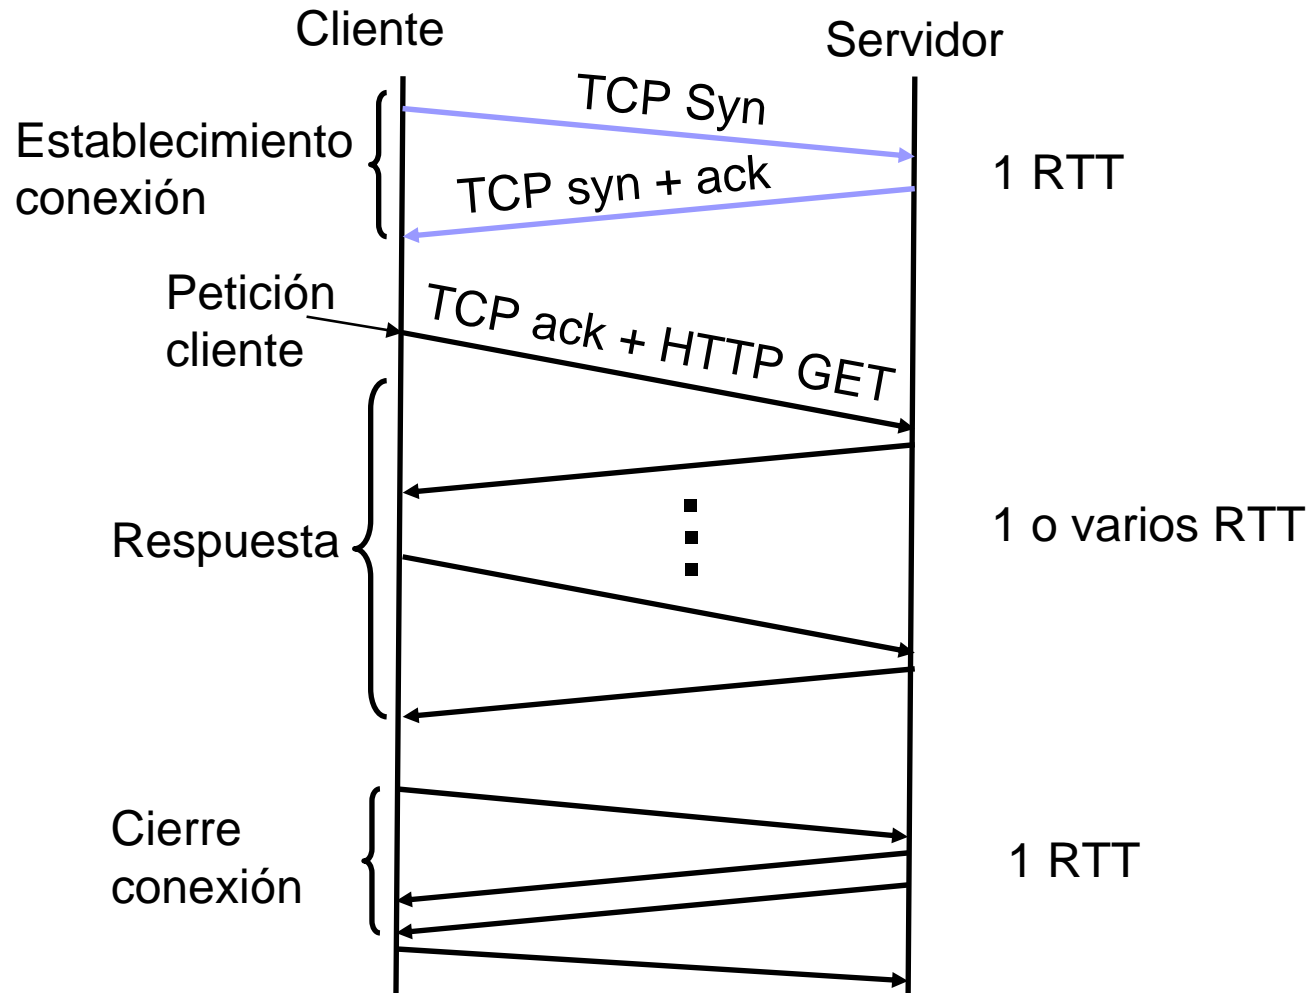 Cliente
Servidor
TCP Syn
Establecimiento
conexión
1 RTT
TCP syn + ack
Petición
cliente
TCP ack + HTTP GET
Respuesta
1 o varios RTT
Cierre
conexión
1 RTT